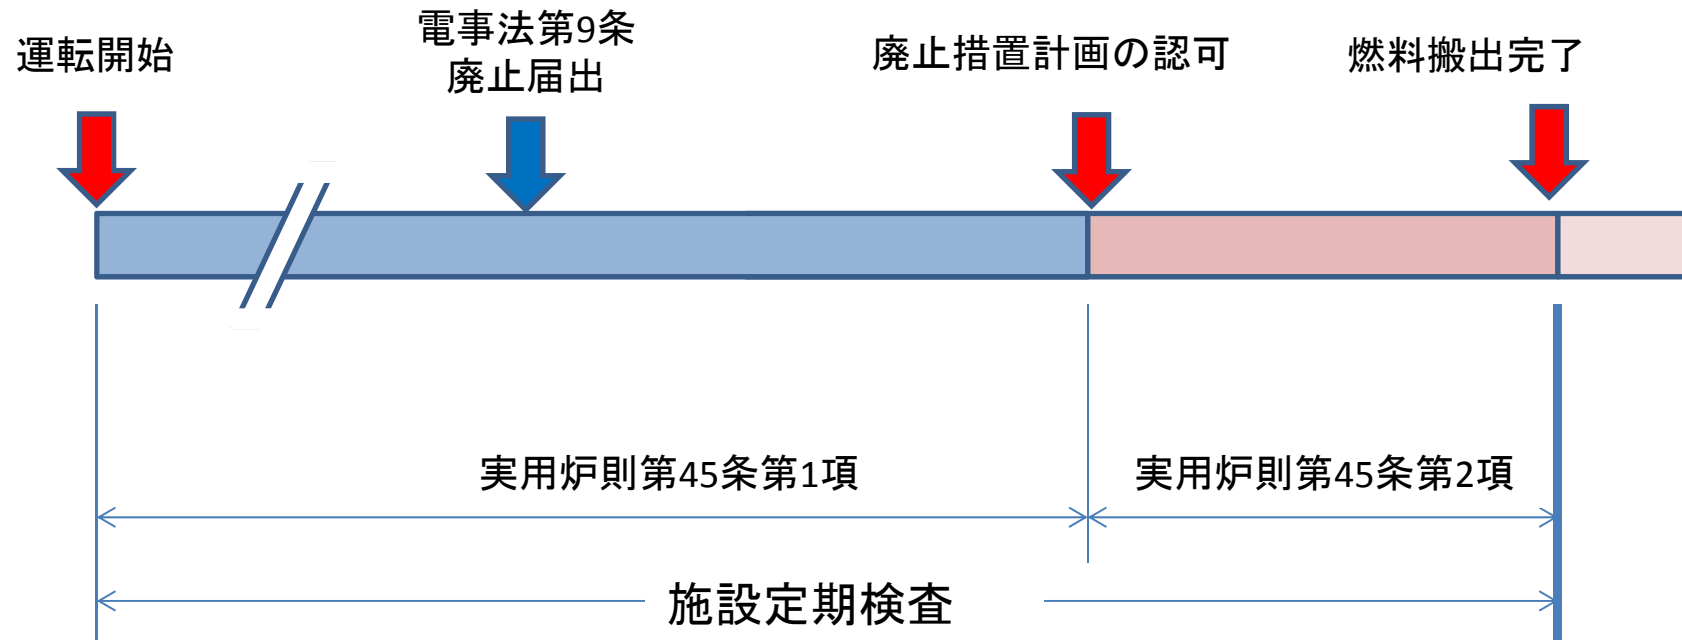 運転開始
電事法第9条
廃止届出
廃止措置計画の認可
燃料搬出完了
実用炉則第45条第1項
実用炉則第45条第2項
施設定期検査